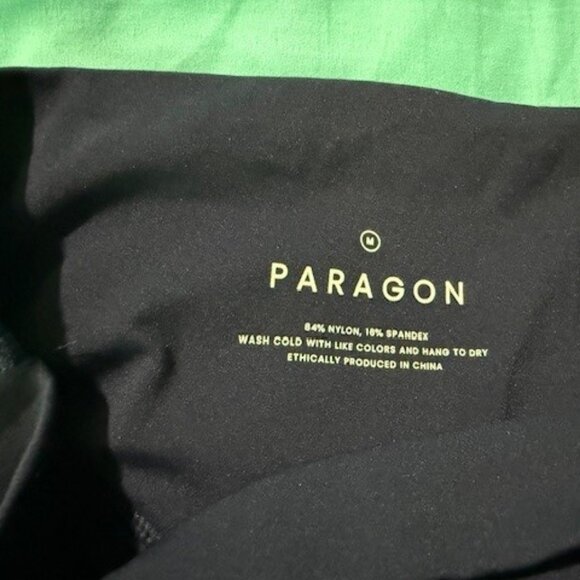 M
PARAGON
84% NYLON, 16% SPANDEX
WASH COLD WITH LIKE COLORS AND HANG TO DRY
ETHICALLY PRODUCED IN CHINA